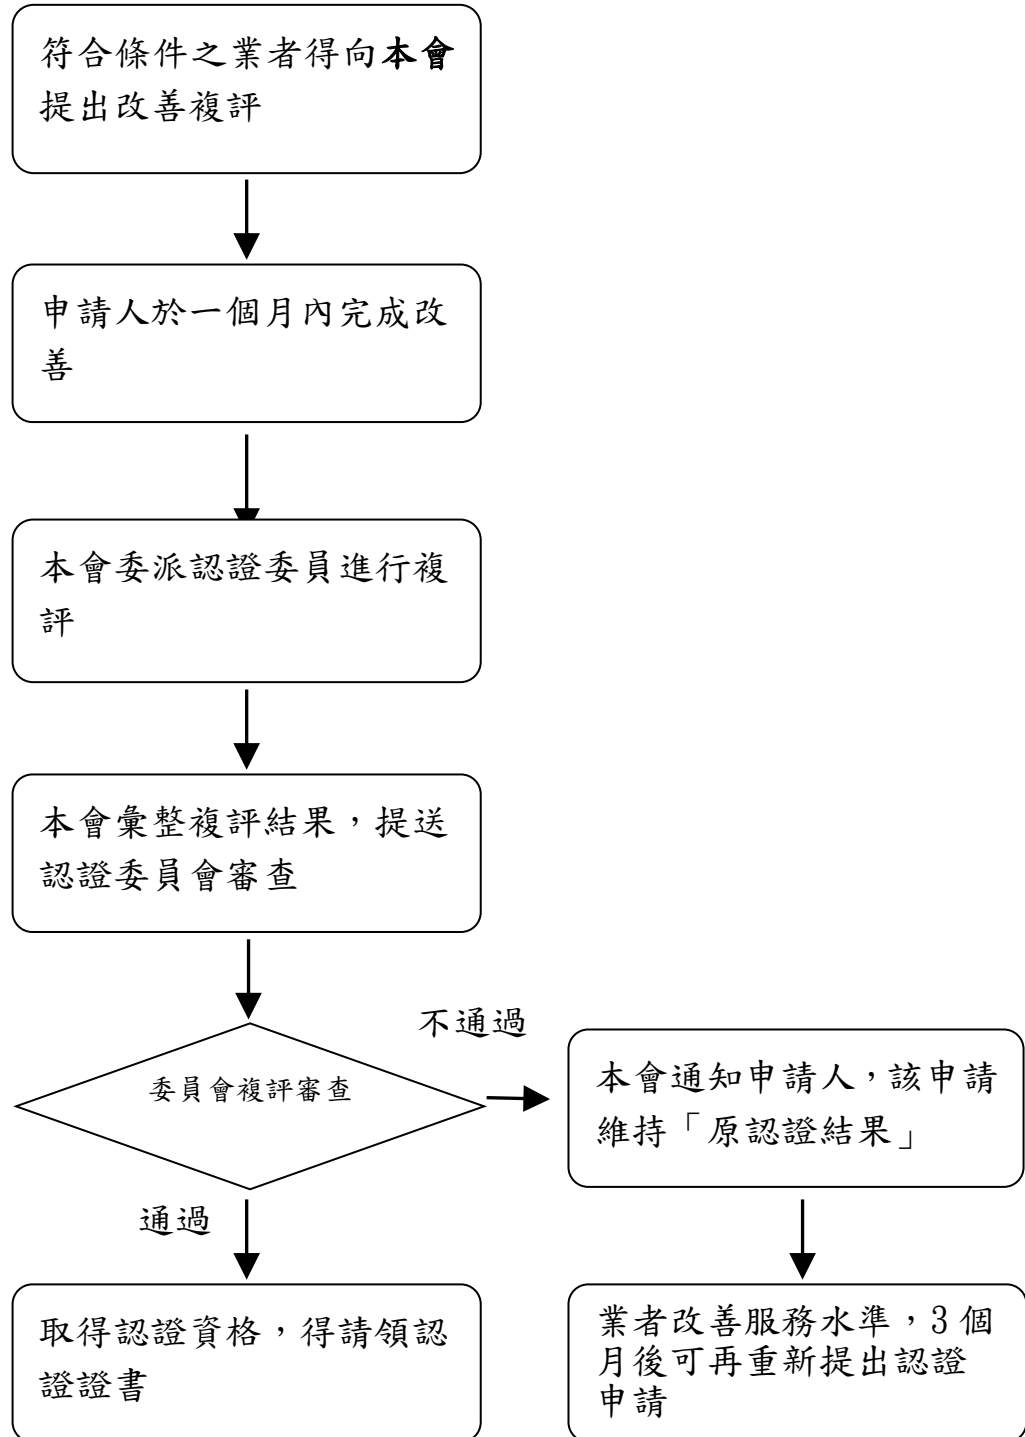 符合條件之業者得向本會
提出改善複評
申請人於一個月內完成改
善
本會委派認證委員進行複
評
本會彙整複評結果，提送
認證委員會審查
不通過
委員會複評審查
本會通知申請人，該申請
維持「原認證結果」
通過
取得認證資格，得請領認
證證書
業者改善服務水準，3 個
月後可再重新提出認證
申請